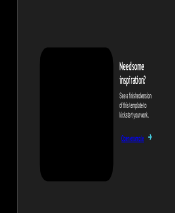 Need some
inspiration?
See a finished version
of this template to
kickstart your work.